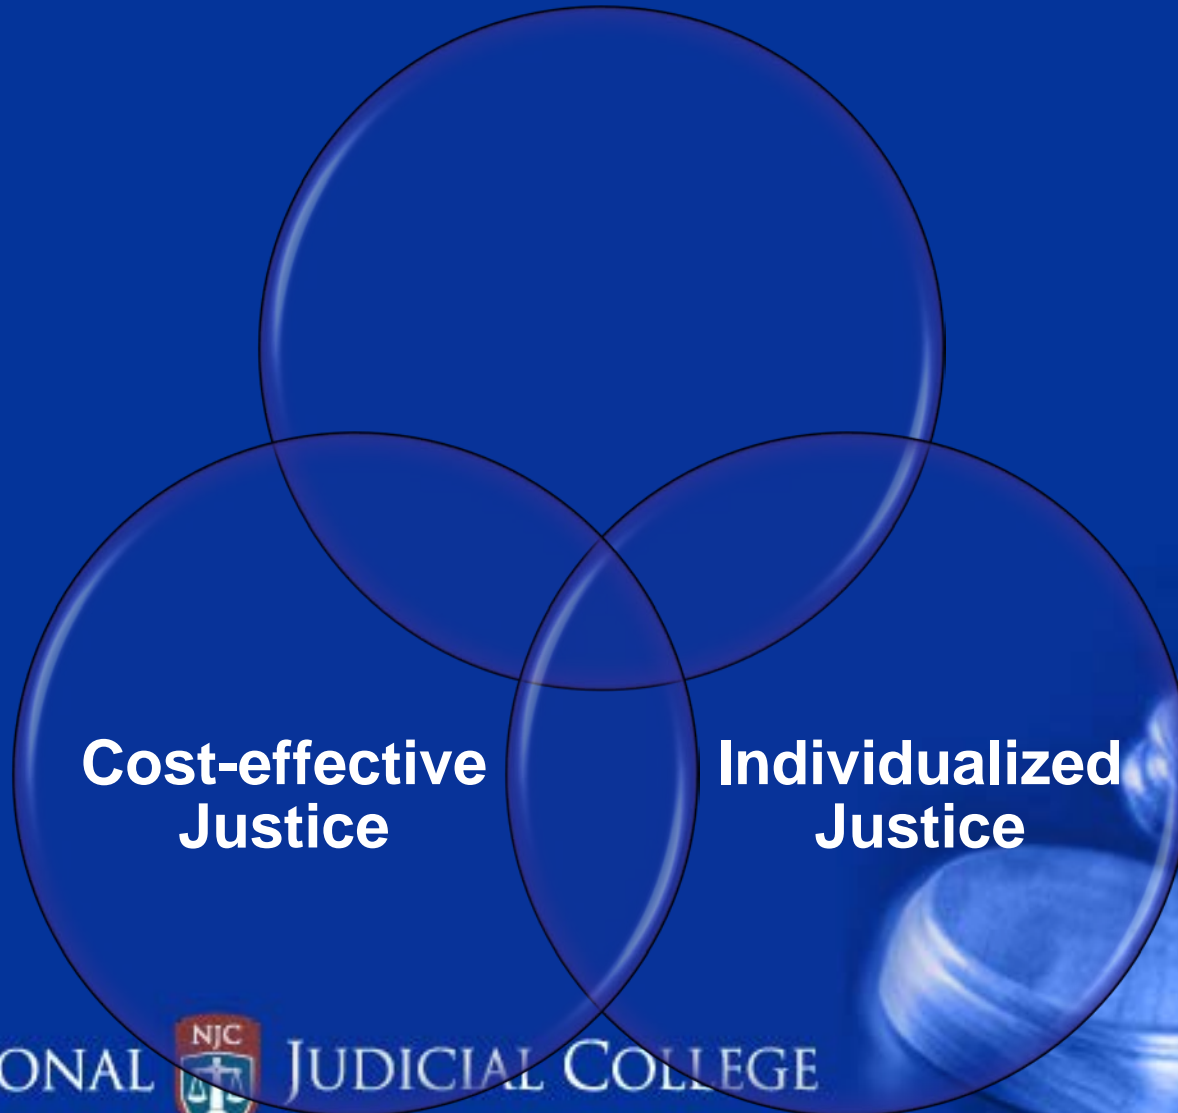 Cost-effective
Justice
Individualized
Justice
ONAL NJC JUDICIAL COLLEGE